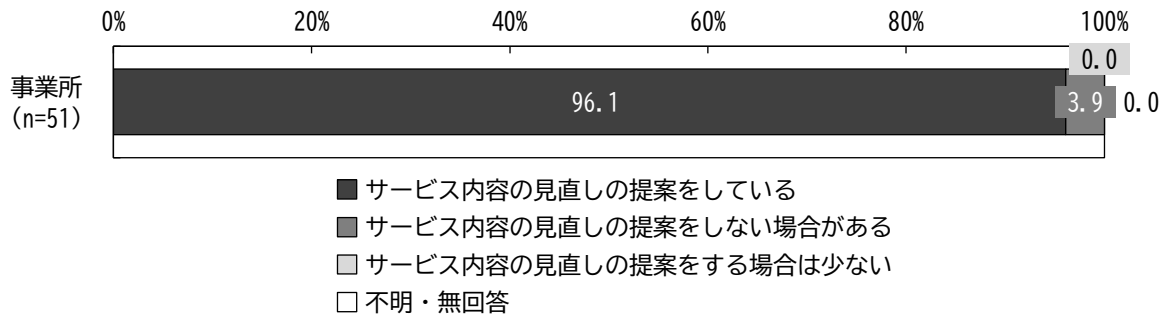 0% 20% 40% 60% 80% 100%
0.0
事業所
(n=51)
96.1 3.9 0.0
サービス内容の見直しの提案をしている
サービス内容の見直しの提案をしない場合がある
サービス内容の見直しの提案をする場合は少ない
不明・無回答